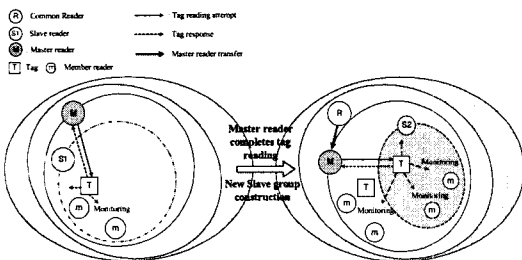 R Common Reader
S1 Slave reader
M Master reader
T Tag m Member reader
Tag reading attempt
Tag response
Master reader transfer
M
S1
T
m
Monitoring
m
Master reader
completes tag
reading
New Slave group
construction
R
S2
M
T
Monitoring
m
T
Monitoring
m
m
Monitoring
m